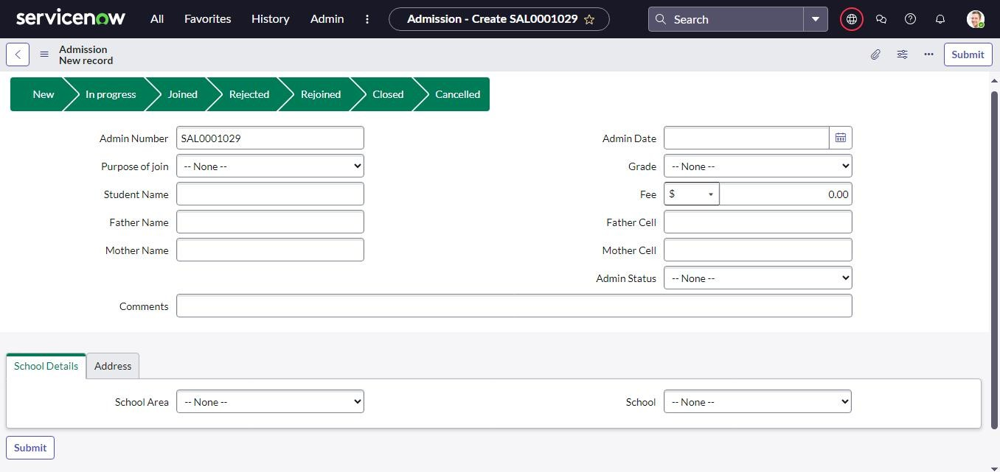 servicenow All Favorites History Admin Admission - Create SAL0001029 Search
Admission
New record
Submit
New In progress Joined Rejected Rejoined Closed Cancelled
Admin Number SAL0001029 Admin Date
Purpose of join -- None -- Grade -- None --
Student Name Fee $ 0.00
Father Name Father Cell
Mother Name Mother Cell
Admin Status -- None --
Comments
School Details Address
School Area -- None -- School -- None --
Submit